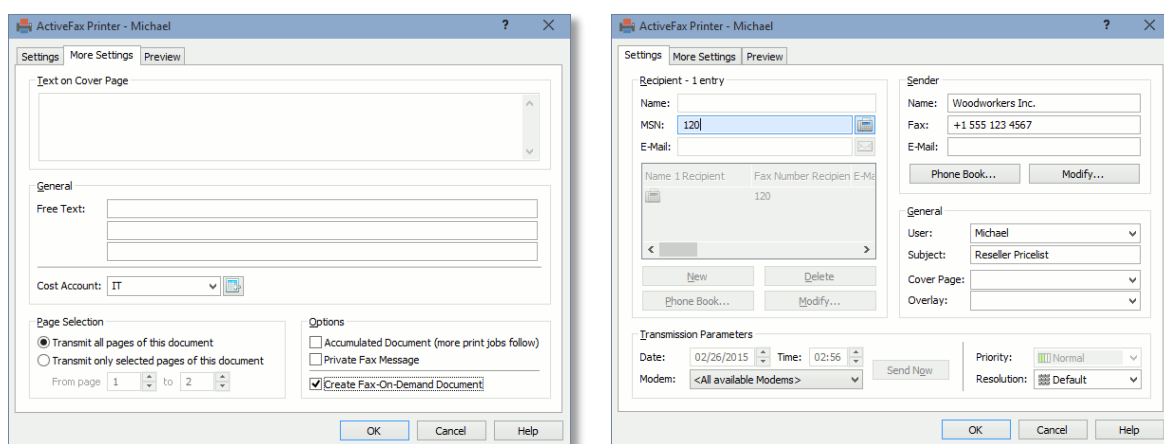 ActiveFax Printer - Michael
?
Settings More Settings Preview
Text on Cover Page
General
Free Text:
Cost Account: IT
Page Selection
Transmit all pages of this document
Transmit only selected pages of this document
From page 1 to 2
Options
Accumulated Document (more print jobs follow)
Private Fax Message
Create Fax-On-Demand Document
OK Cancel Help
ActiveFax Printer - Michael
?
Settings More Settings Preview
Recipient - 1 entry
Name:
MSN: 120
E-Mail:
Name 1 Recipient Fax Number Recipien E-Ma
120
New Delete
Phone Book... Modify...
Sender
Name: Woodworkers Inc.
Fax: +1 555 123 4567
E-Mail:
Phone Book... Modify...
General
User: Michael
Subject: Reseller Pricelist
Cover Page:
Overlay:
Transmission Parameters
Date: 02/26/2015 Time: 02:56
Modem: <All available Modems>
Send Now
Priority: Normal
Resolution: Default
OK Cancel Help